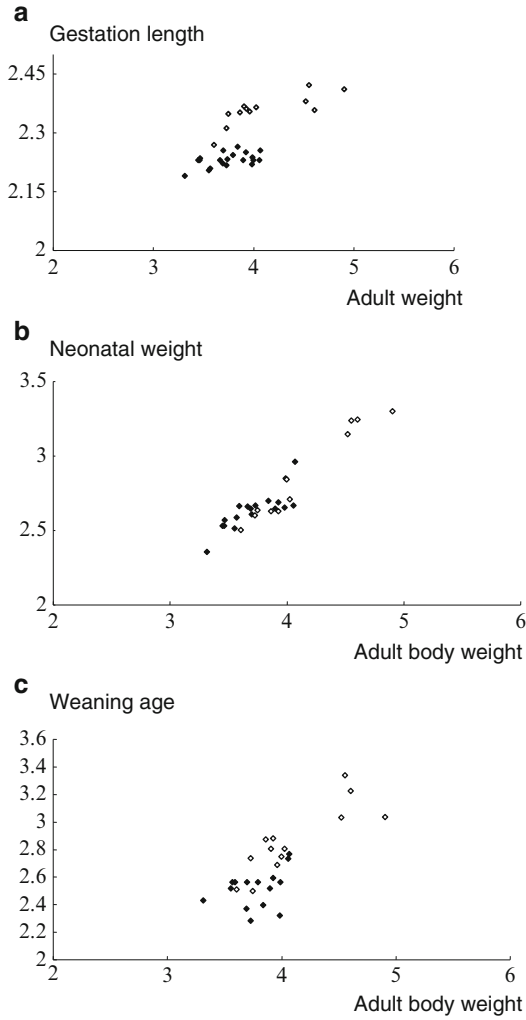 a
Gestation length
2.45
2.3
2.15
2
2 3 4 5 6
Adult weight
b
Neonatal weight
3.5
3
2.5
2
2 3 4 5 6
Adult body weight
c
Weaning age
3.6
3.4
3.2
3
2.8
2.6
2.4
2.2
2
2 3 4 5 6
Adult body weight